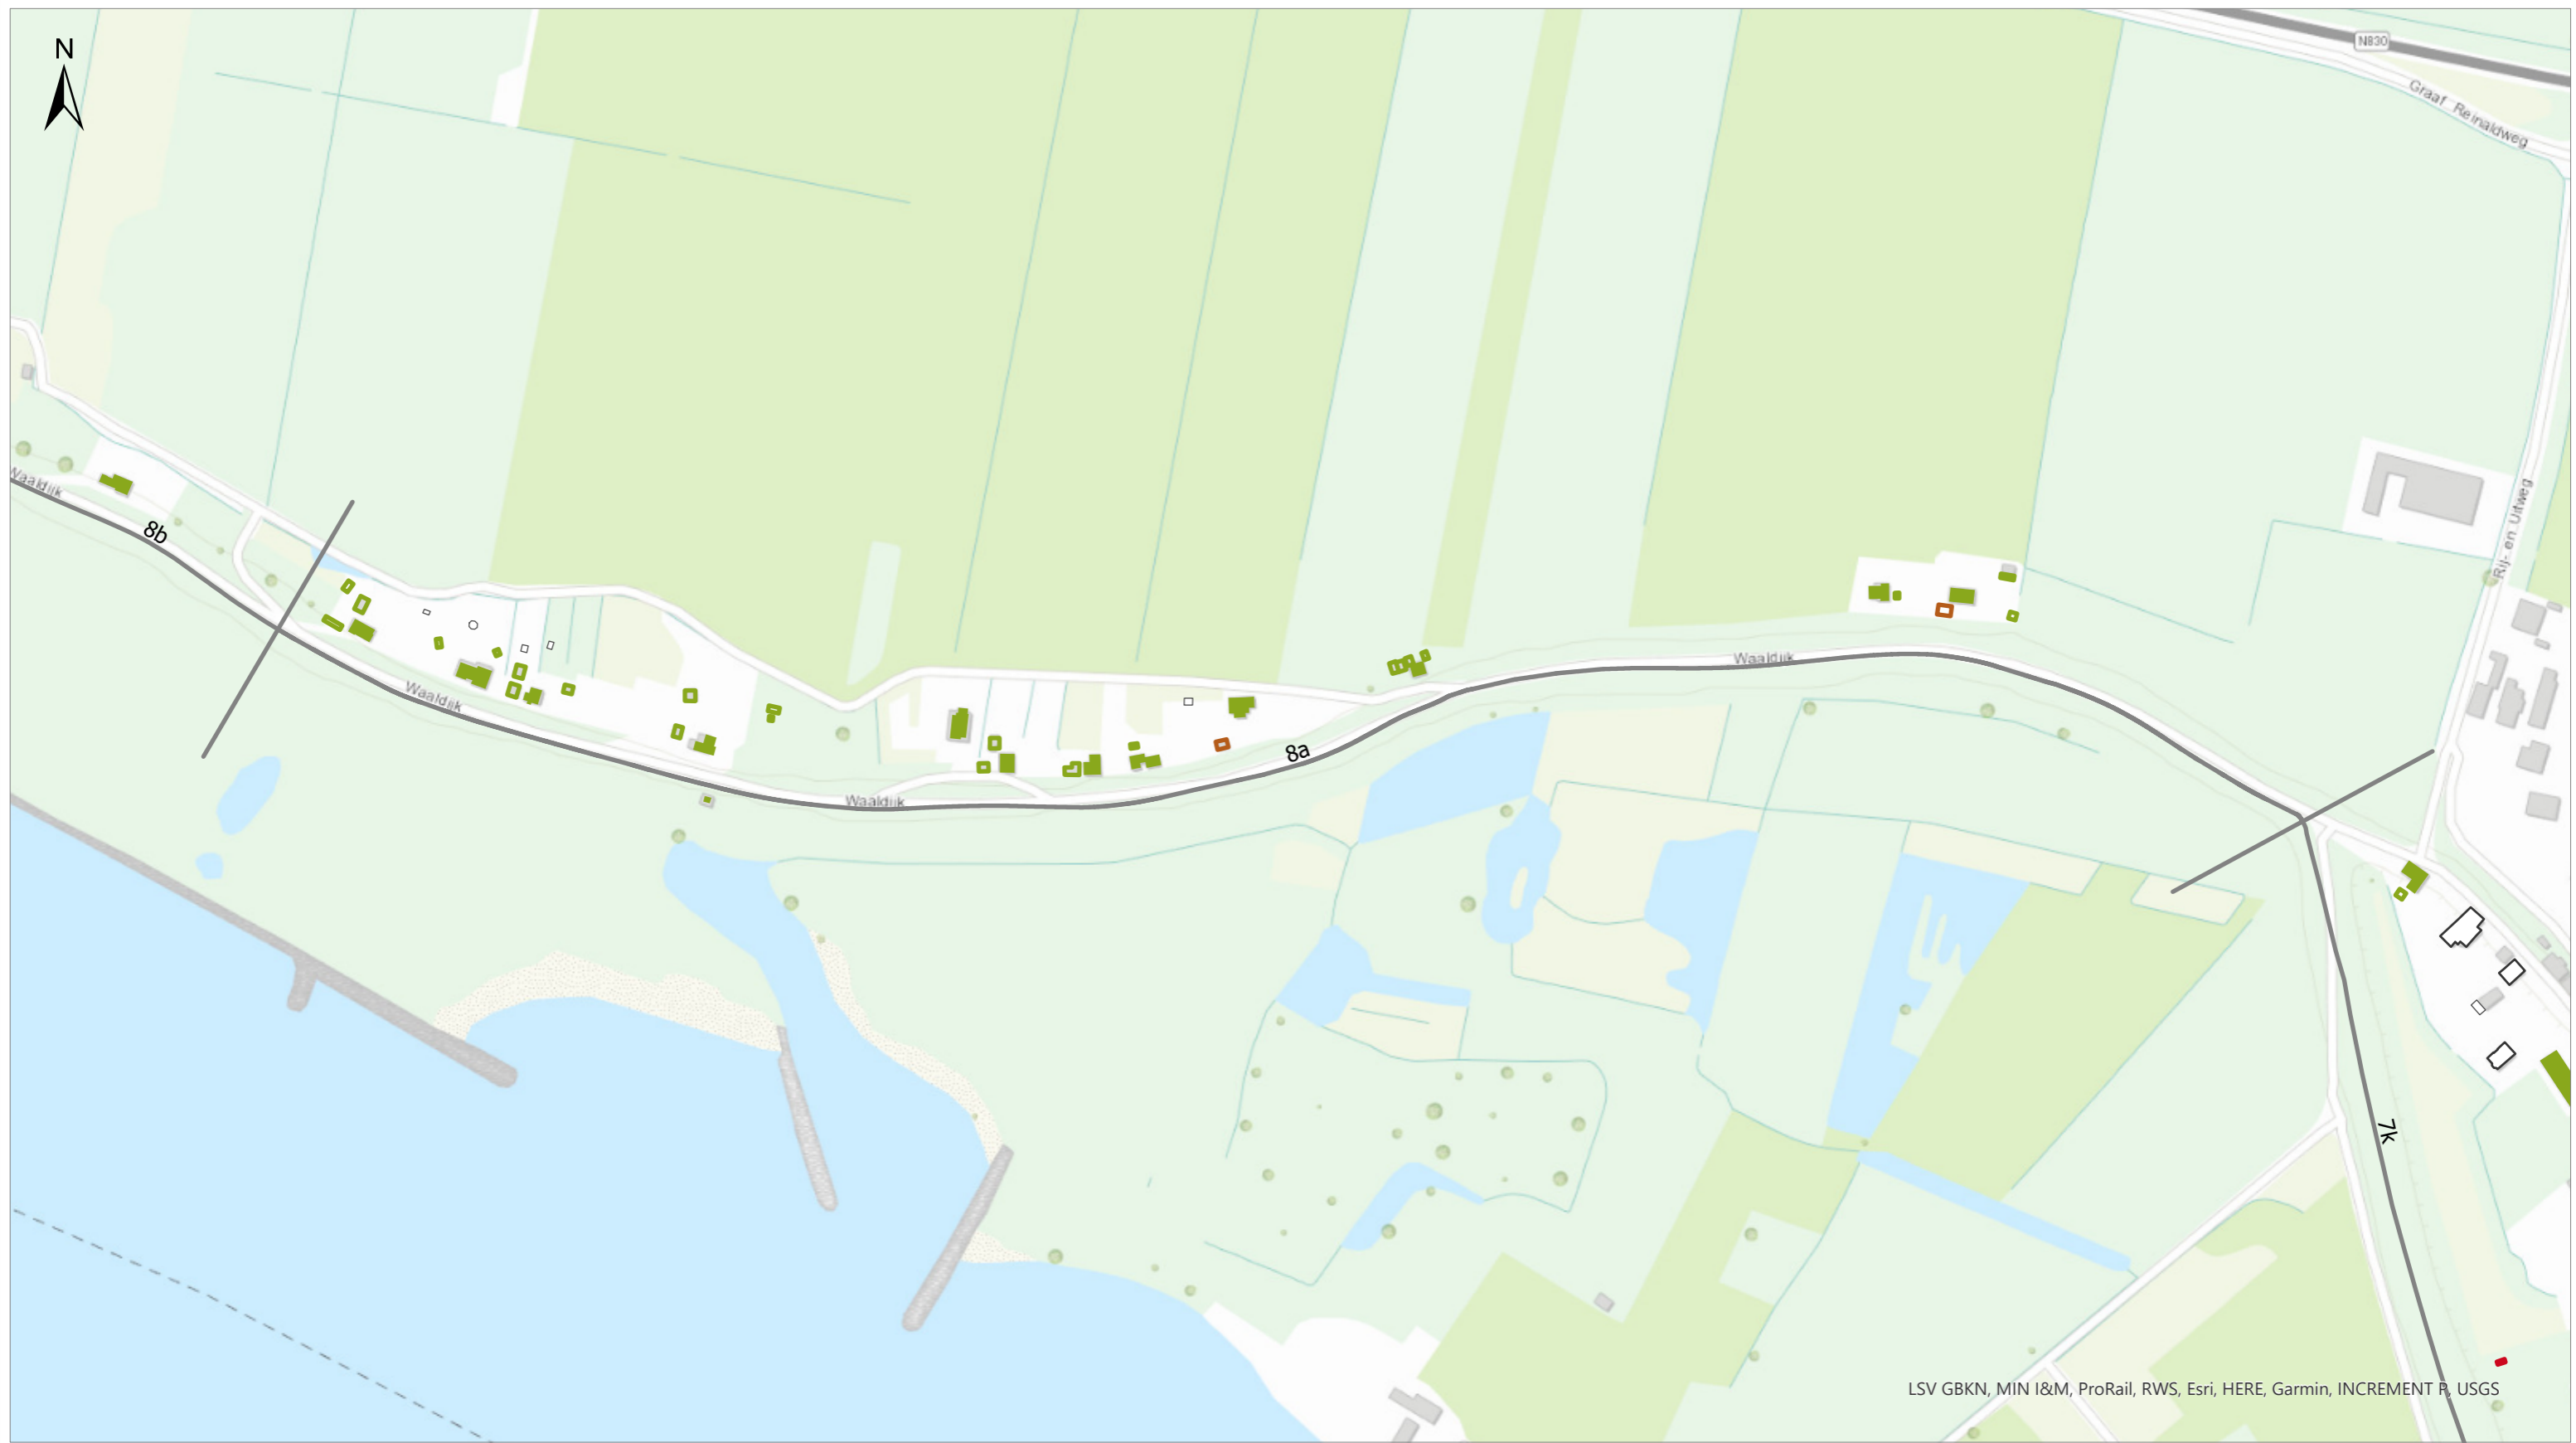 N
N830
Graaf Reinaldweg
Waaldijk
8b
Rij- en Uitweg
Waaldijk
Waaldijk
8a
Waaldijk
7k
LSV GBKN, MIN I&M, ProRail, RWS, Esri, HERE, Garmin, INCREMENT P, USGS